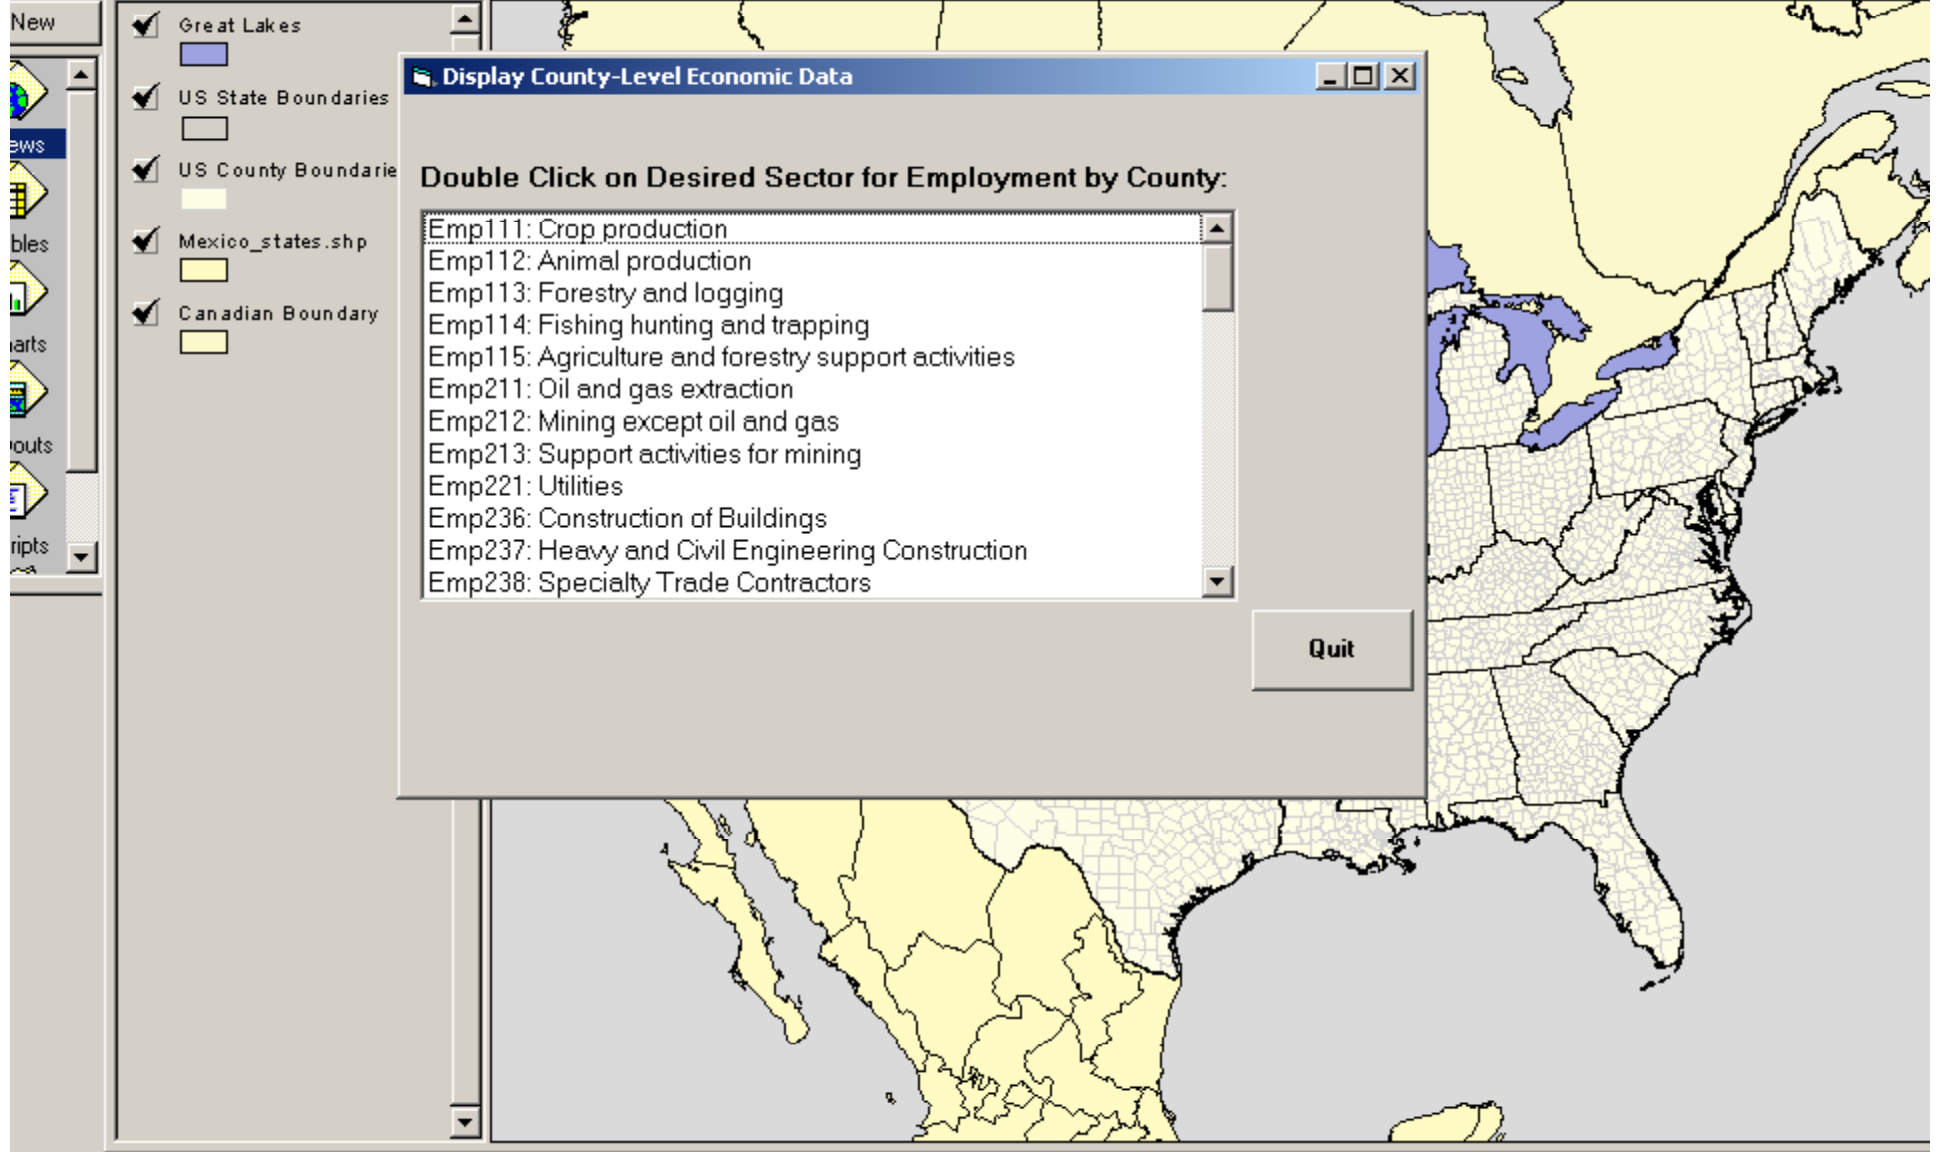 New
ews
bles
arts
outs
ripts
Great Lakes
US State Boundaries
US County Boundarie
Mexico_states.shp
Canadian Boundary
Display County-Level Economic Data
Double Click on Desired Sector for Employment by County:
Emp111: Crop production
Emp112: Animal production
Emp113: Forestry and logging
Emp114: Fishing hunting and trapping
Emp115: Agriculture and forestry support activities
Emp211: Oil and gas extraction
Emp212: Mining except oil and gas
Emp213: Support activities for mining
Emp221: Utilities
Emp236: Construction of Buildings
Emp237: Heavy and Civil Engineering Construction
Emp238: Specialty Trade Contractors
Quit